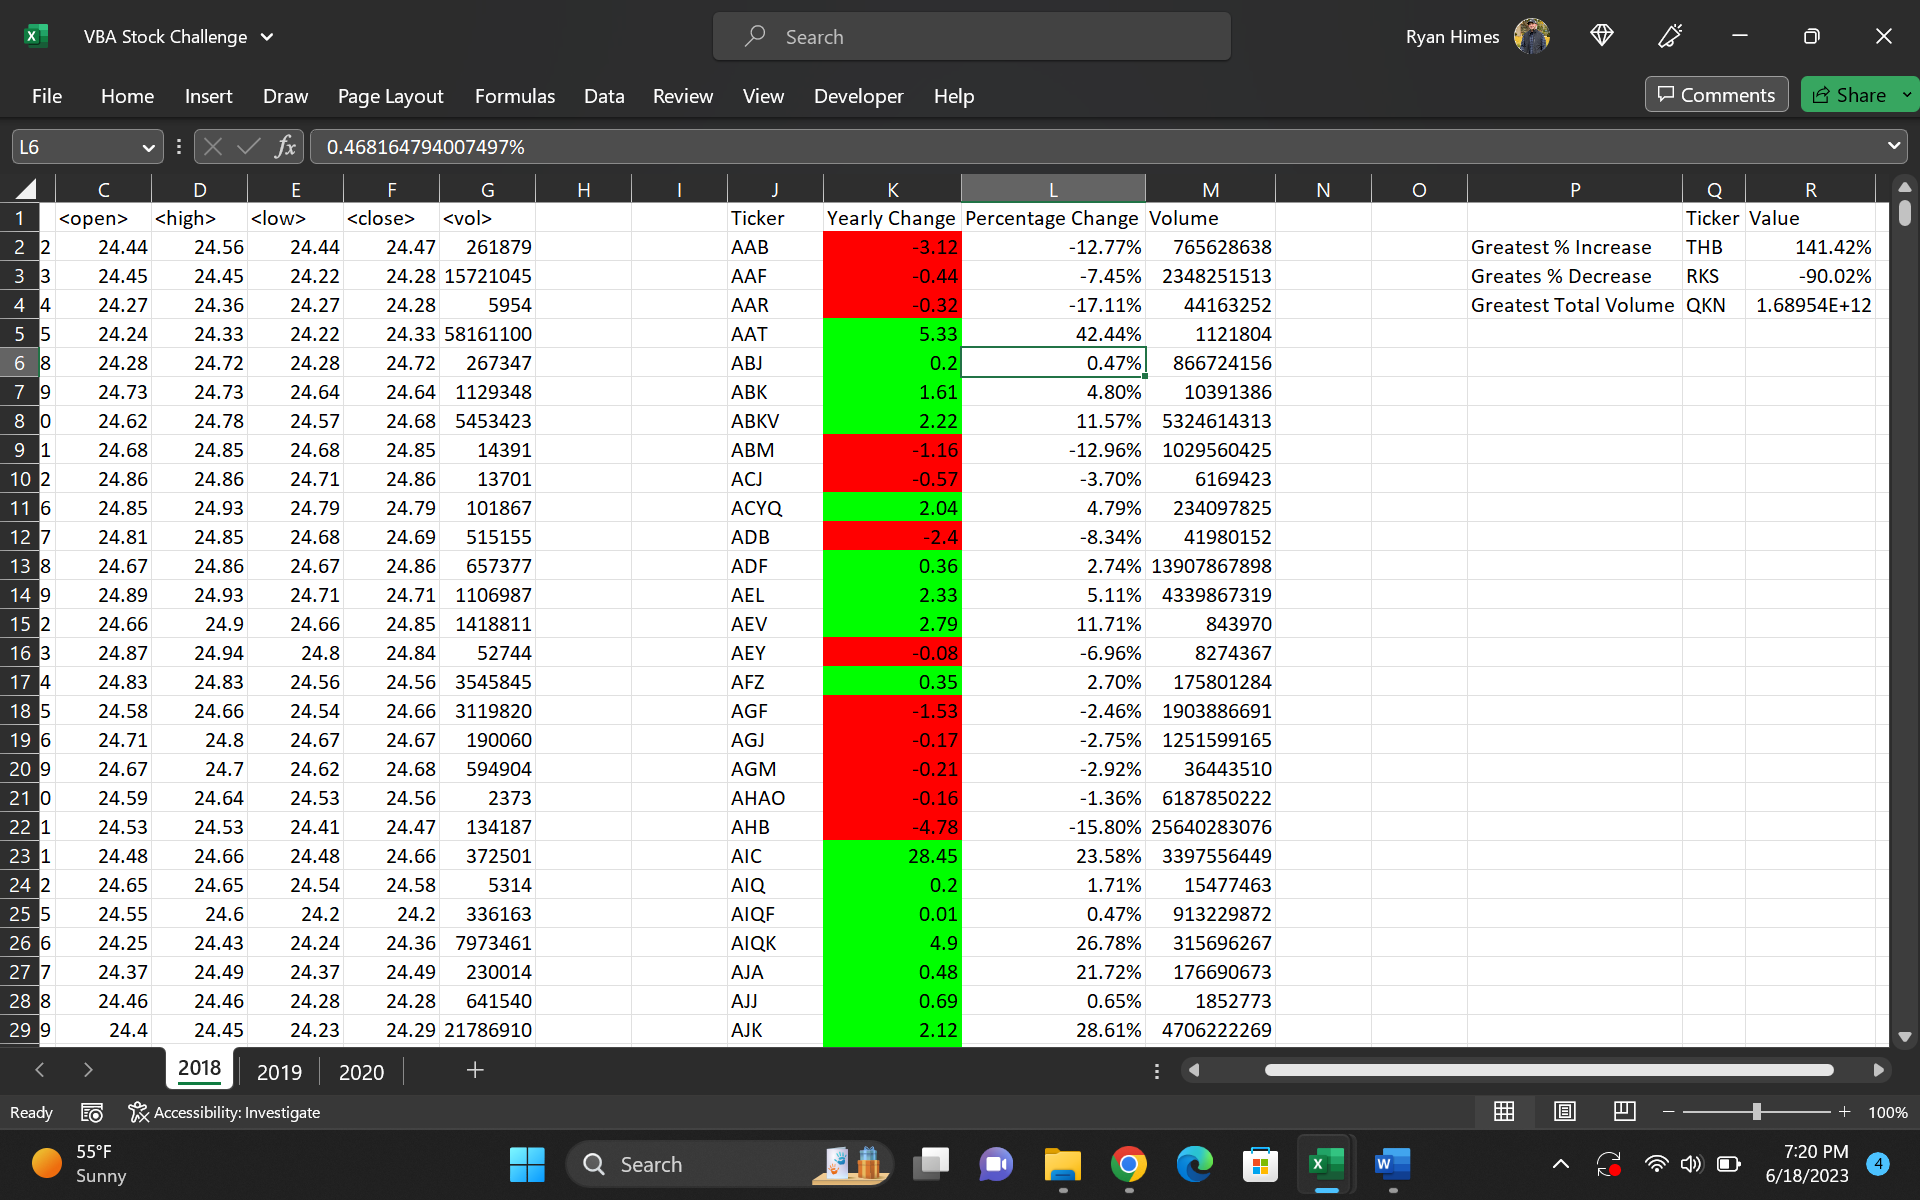 VBA Stock Challenge
Search
Ryan Himes
File Home Insert Draw Page Layout Formulas Data Review View Developer Help
Comments Share
L6 fx 0.468164794007497%
C D E F G H I J K L M N O P Q R
1 <open> <high> <low> <close> <vol> Ticker Yearly Change Percentage Change Volume Ticker Value
2 2 24.44 24.56 24.44 24.47 261879 AAB -3.12 -12.77% 765628638 Greatest % Increase THB 141.42%
3 3 24.45 24.45 24.22 24.28 15721045 AAF -0.44 -7.45% 2348251513 Greates % Decrease RKS -90.02%
4 4 24.27 24.36 24.27 24.28 5954 AAR -0.32 -17.11% 44163252 Greatest Total Volume QKN 1.68954E+12
5 5 24.24 24.33 24.22 24.33 58161100 AAT 5.33 42.44% 1121804
6 8 24.28 24.72 24.28 24.72 267347 ABJ 0.2 0.47% 866724156
7 9 24.73 24.73 24.64 24.64 1129348 ABK 1.61 4.80% 10391386
8 0 24.62 24.78 24.57 24.68 5453423 ABKV 2.22 11.57% 5324614313
9 1 24.68 24.85 24.68 24.85 14391 ABM -1.16 -12.96% 1029560425
10 2 24.86 24.86 24.71 24.86 13701 ACJ -0.57 -3.70% 6169423
11 6 24.85 24.93 24.79 24.79 101867 ACYQ 2.04 4.79% 234097825
12 7 24.81 24.85 24.68 24.69 515155 ADB -2.4 -8.34% 41980152
13 8 24.67 24.86 24.67 24.86 657377 ADF 0.36 2.74% 13907867898
14 9 24.89 24.93 24.71 24.71 1106987 AEL 2.33 5.11% 4339867319
15 2 24.66 24.9 24.66 24.85 1418811 AEV 2.79 11.71% 843970
16 3 24.87 24.94 24.8 24.84 52744 AEY -0.08 -6.96% 8274367
17 4 24.83 24.83 24.56 24.56 3545845 AFZ 0.35 2.70% 175801284
18 5 24.58 24.66 24.54 24.66 3119820 AGF -1.53 -2.46% 1903886691
19 6 24.71 24.8 24.67 24.67 190060 AGJ -0.17 -2.75% 1251599165
20 9 24.67 24.7 24.62 24.68 594904 AGM -0.21 -2.92% 36443510
21 0 24.59 24.64 24.53 24.56 2373 AHAO -0.16 -1.36% 6187850222
22 1 24.53 24.53 24.41 24.47 134187 AHB -4.78 -15.80% 25640283076
23 1 24.48 24.66 24.48 24.66 372501 AIC 28.45 23.58% 3397556449
24 2 24.65 24.65 24.54 24.58 5314 AIQ 0.2 1.71% 15477463
25 5 24.55 24.6 24.2 24.2 336163 AIQF 0.01 0.47% 913229872
26 6 24.25 24.43 24.24 24.36 7973461 AIQK 4.9 26.78% 315696267
27 7 24.37 24.49 24.37 24.49 230014 AJA 0.48 21.72% 176690673
28 8 24.46 24.46 24.28 24.28 641540 AJJ 0.69 0.65% 1852773
29 9 24.4 24.45 24.23 24.29 21786910 AJK 2.12 28.61% 4706222269
2018 2019 2020
Ready Accessibility: Investigate 100%
55°F
Sunny
Search
7:20 PM
6/18/2023
4